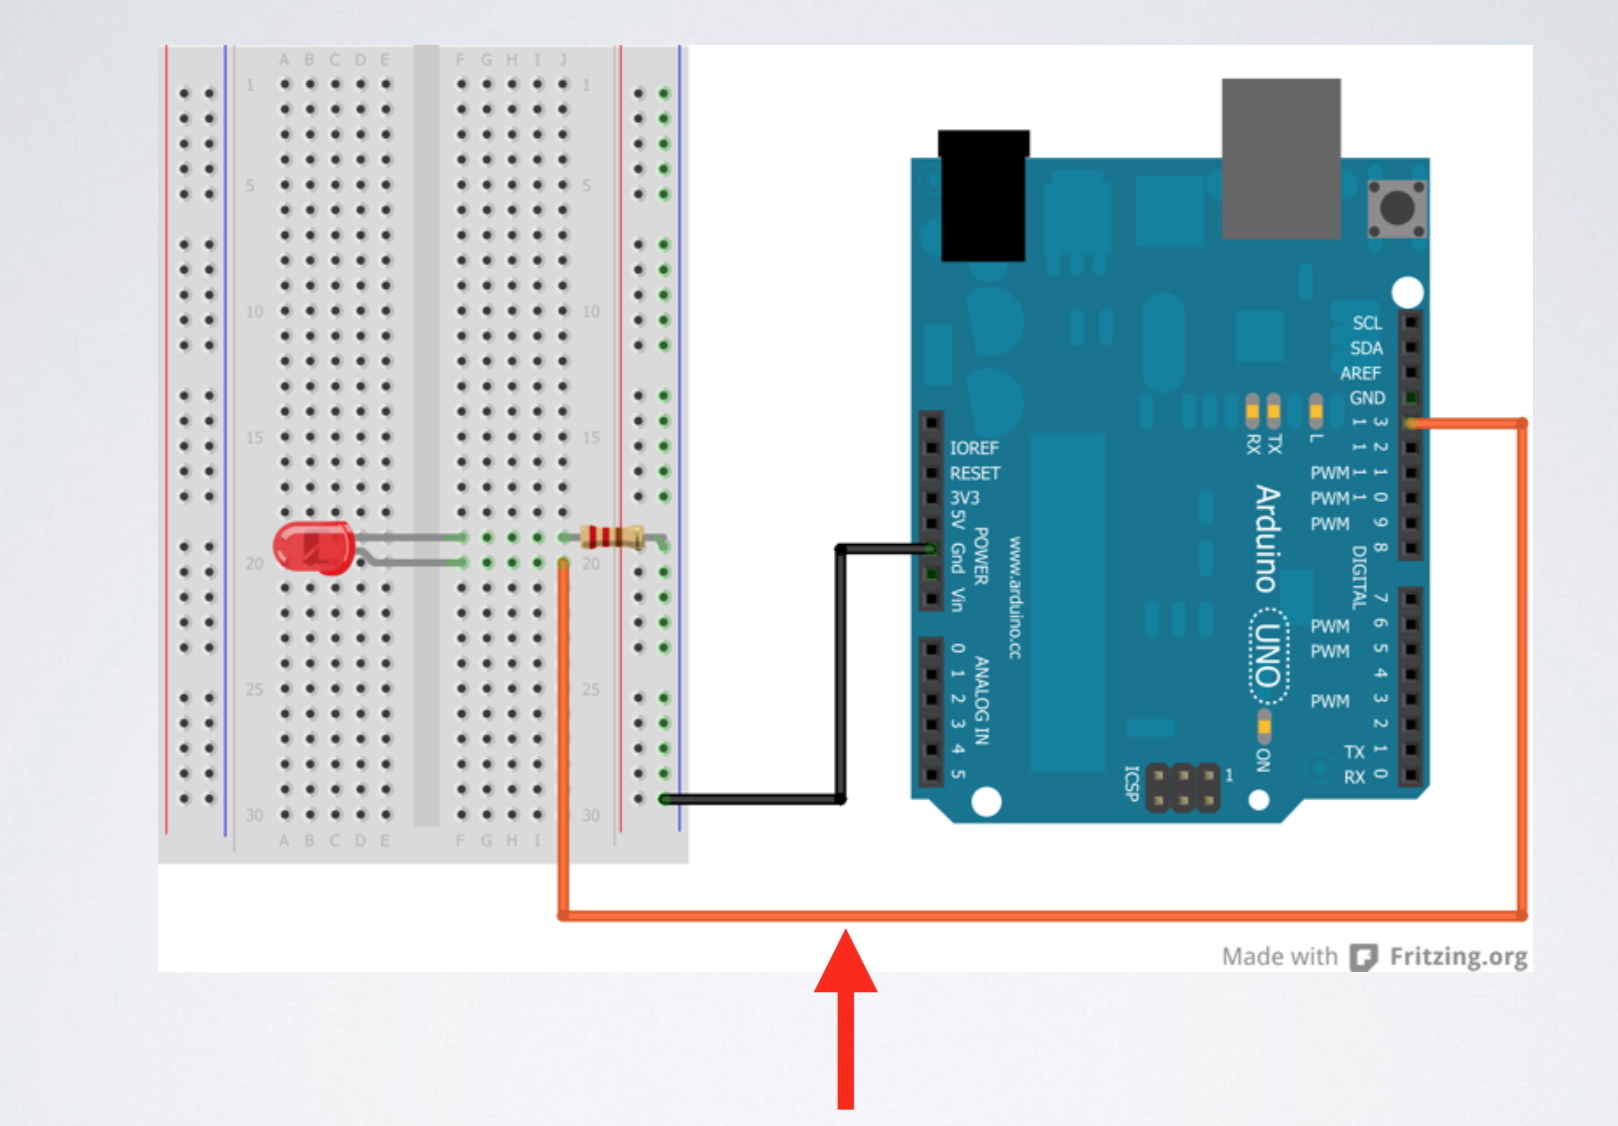 A B C D E F G H I J
1 1
5 5
10 10
15 15
20 20
25 25
30 30
A B C D E F G H I
SCL
SDA
AREF
GND
13
12
PWM 11
PWM 10
PWM 9
8
DIGITAL
7
PWM 6
PWM 5
4
PWM 3
2
TX 1
RX 0
RX TX L
Arduino UNO
ON
ICSP
1
www.arduino.cc
IOREF
RESET
3V3
5V
Gnd
Vin
POWER
0
1
2
3
4
5
ANALOG IN
Made with Fritzing.org